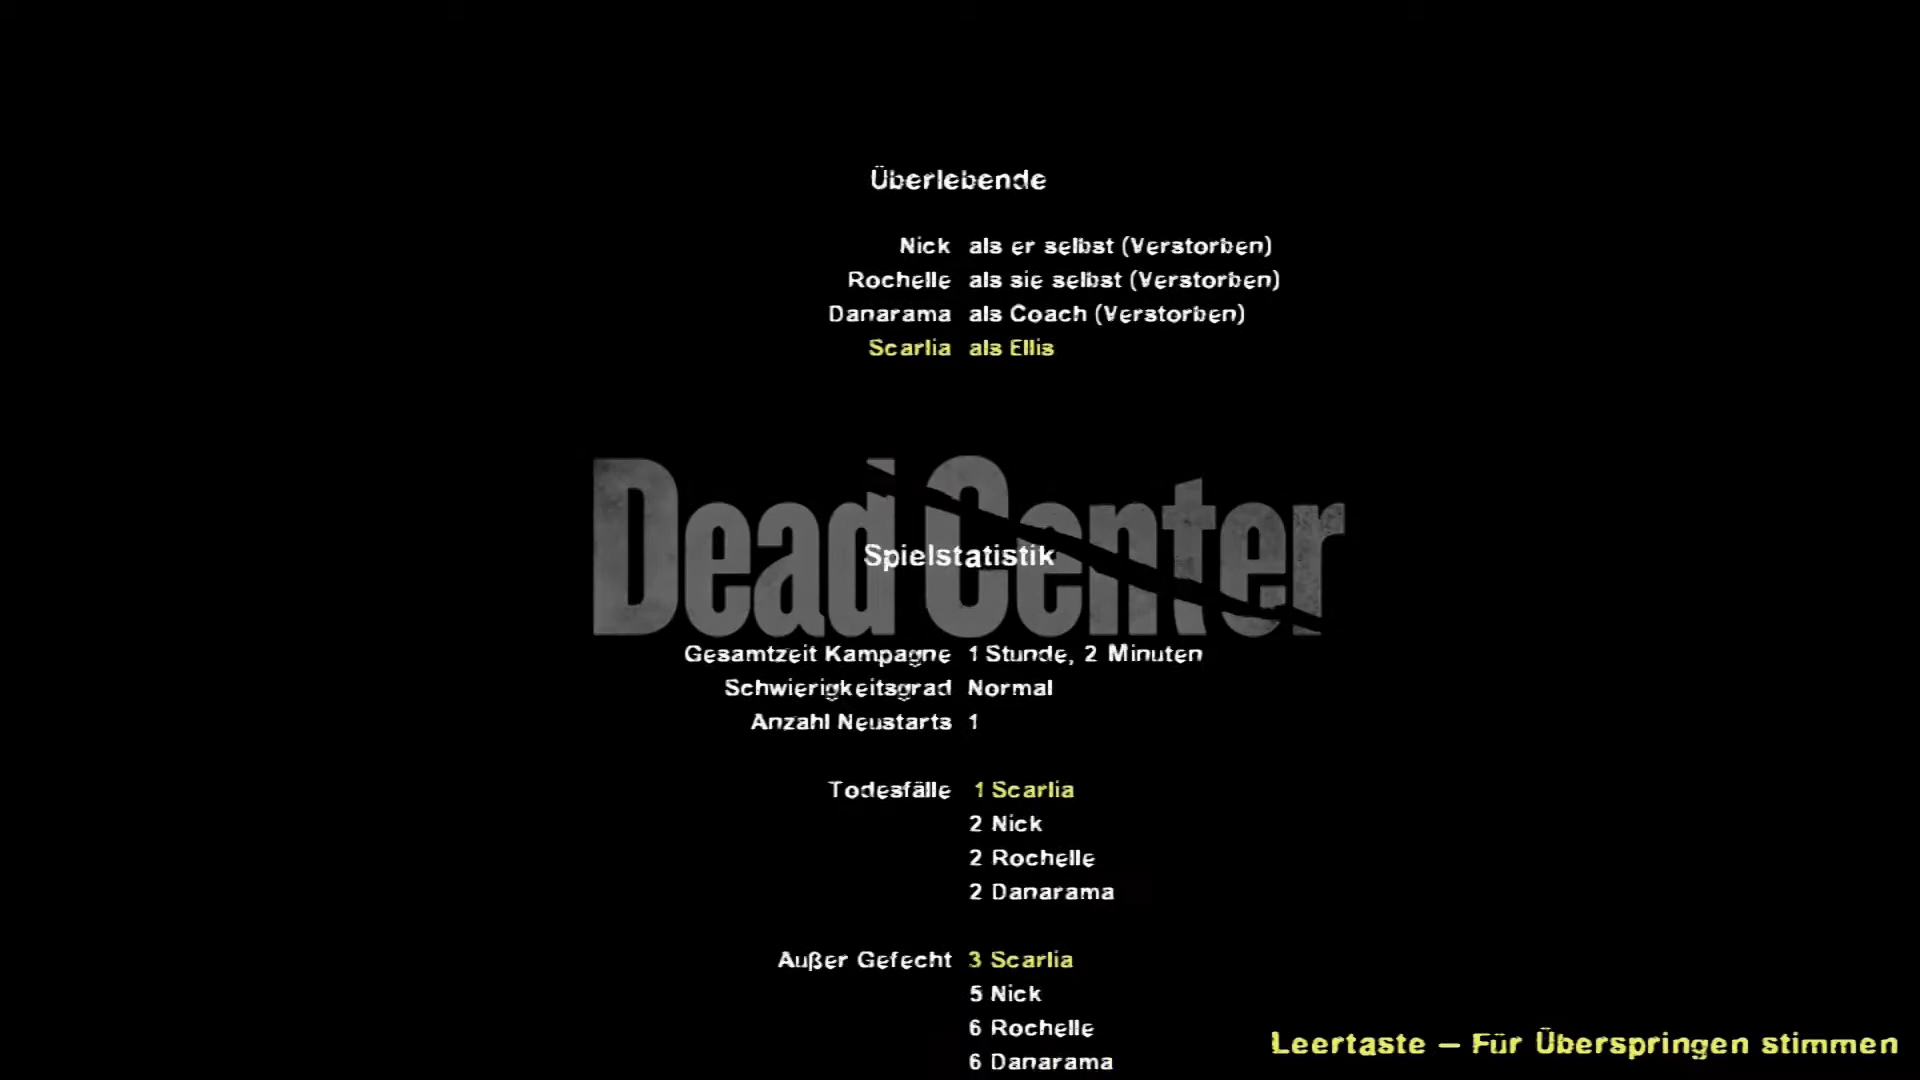 Überlebende
Nick als er selbst (Verstorben)
Rochelle als sie selbst (Verstorben)
Danarama als Coach (Verstorben)
Scarlia als Ellis
Dead Center
Spielstatistik
Gesamtzeit Kampagne 1 Stunde, 2 Minuten
Schwierigkeitsgrad Normal
Anzahl Neustarts 1
Todesfälle 1 Scarlia
2 Nick
2 Rochelle
2 Danarama
Außer Gefecht 3 Scarlia
5 Nick
6 Rochelle
6 Danarama
Leertaste – Für Überspringen stimmen